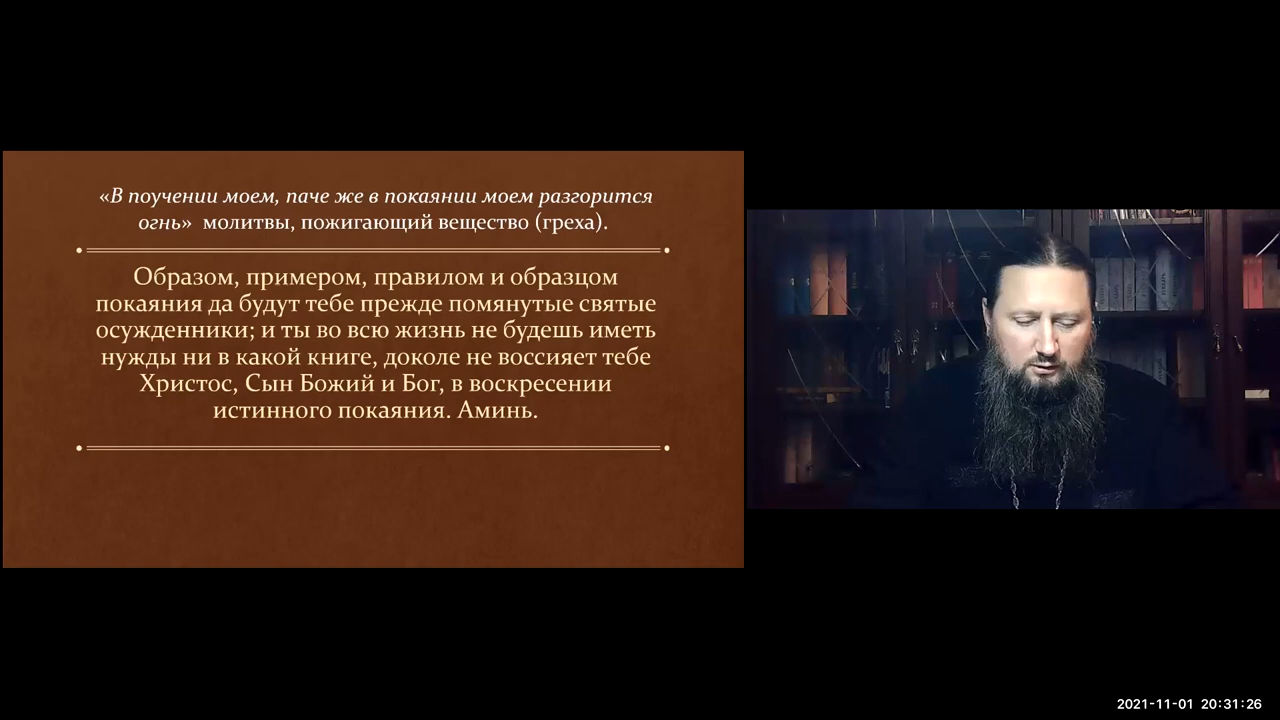 «В поучении моем, паче же в покаянии моем разгорится
огнь»  молитвы, пожигающий вещество (греха).
Образом, примером, правилом и образцом
покаяния да будут тебе прежде помянутые святые
осужденники; и ты во всю жизнь не будешь иметь
нужды ни в какой книге, доколе не воссияет тебе
Христос, Сын Божий и Бог, в воскресении
истинного покаяния. Аминь.
2021-11-01 20:31:26